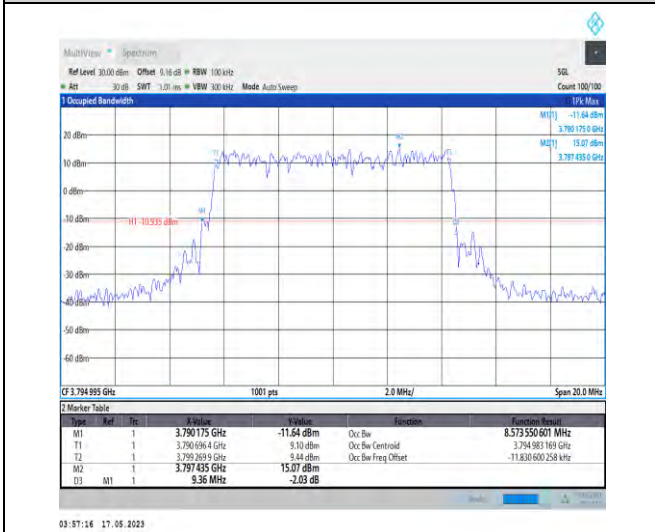 MultiView Spectrum
Ref Level 30.00 dBm Offset 9.16 dB RBW 100 kHz SGL
Att 30 dB SWT 1.01 ms VBW 300 kHz Mode Auto Sweep Count 100/100
1 Occupied Bandwidth 1Pk Max
M1[1] -11.64 dBm
3.790 175 0 GHz
20 dBm M2[1] 15.07 dBm
3.797 435 0 GHz
M2
T1
10 dBm
0 dBm
M1
-10 dBm H1 -10.935 dBm
-20 dBm
-30 dBm
-40 dBm
-50 dBm
-60 dBm
CF 3.794 995 GHz 1001 pts 2.0 MHz/ Span 20.0 MHz
2 Marker Table
Type Ref Trc X-Value Y-Value Function Function Result
M1 1 3.790175 GHz -11.64 dBm Occ Bw 8.573 550 601 MHz
T1 1 3.790 696 4 GHz 9.10 dBm Occ Bw Centroid 3.794 983 169 GHz
T2 1 3.799 269 9 GHz 9.44 dBm Occ Bw Freq Offset -11.830 600 258 kHz
M2 1 3.797 435 GHz 15.07 dBm
D3 M1 1 9.36 MHz -2.03 dB
03:57:16 17.05.2023